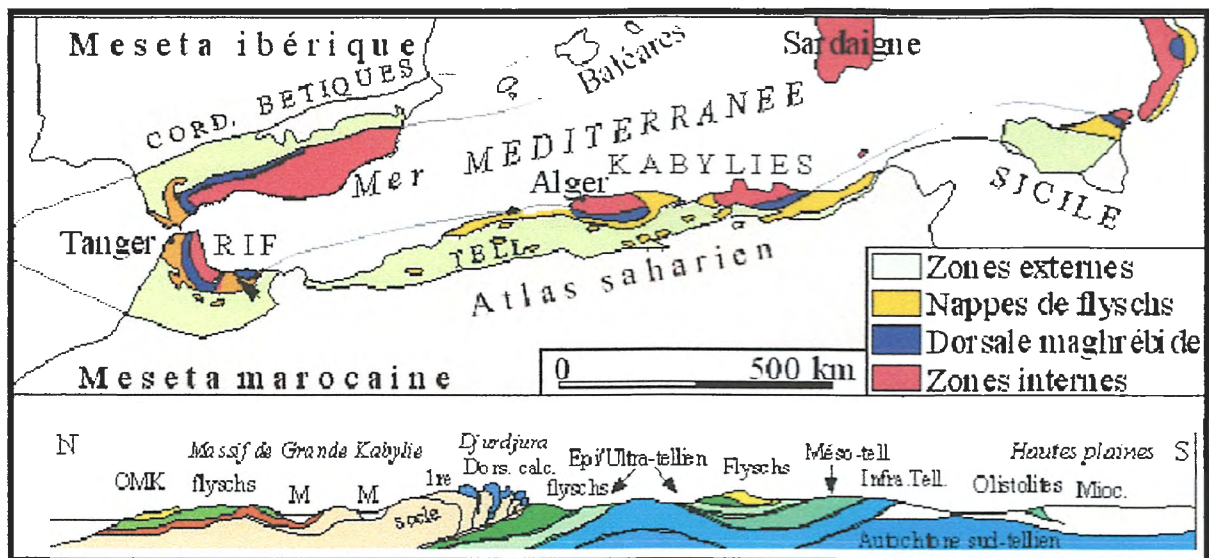 Meseta ibérique
CORD. BETIQUES
Baléares
Sardaigne
Mer MEDITERRANEE
KABYLIES
Alger
SICILE
Tanger
RIF
TELL
Atlas saharien
Meseta marocaine
0 500 km
Zones externes
Nappes de flyschs
Dorsale maghrébide
Zones internes
N
S
OMK
Massif de Grande Kabylie
flyschs
M
M
1re
socle
Djurdjura
Dors. calc.
flyschs
Epi/Ultra-tellien
Flyschs
Méso-tell
Infra.Tell.
Hautes plaines
Olistolites
Mioc.
Autochtone sud-tellien